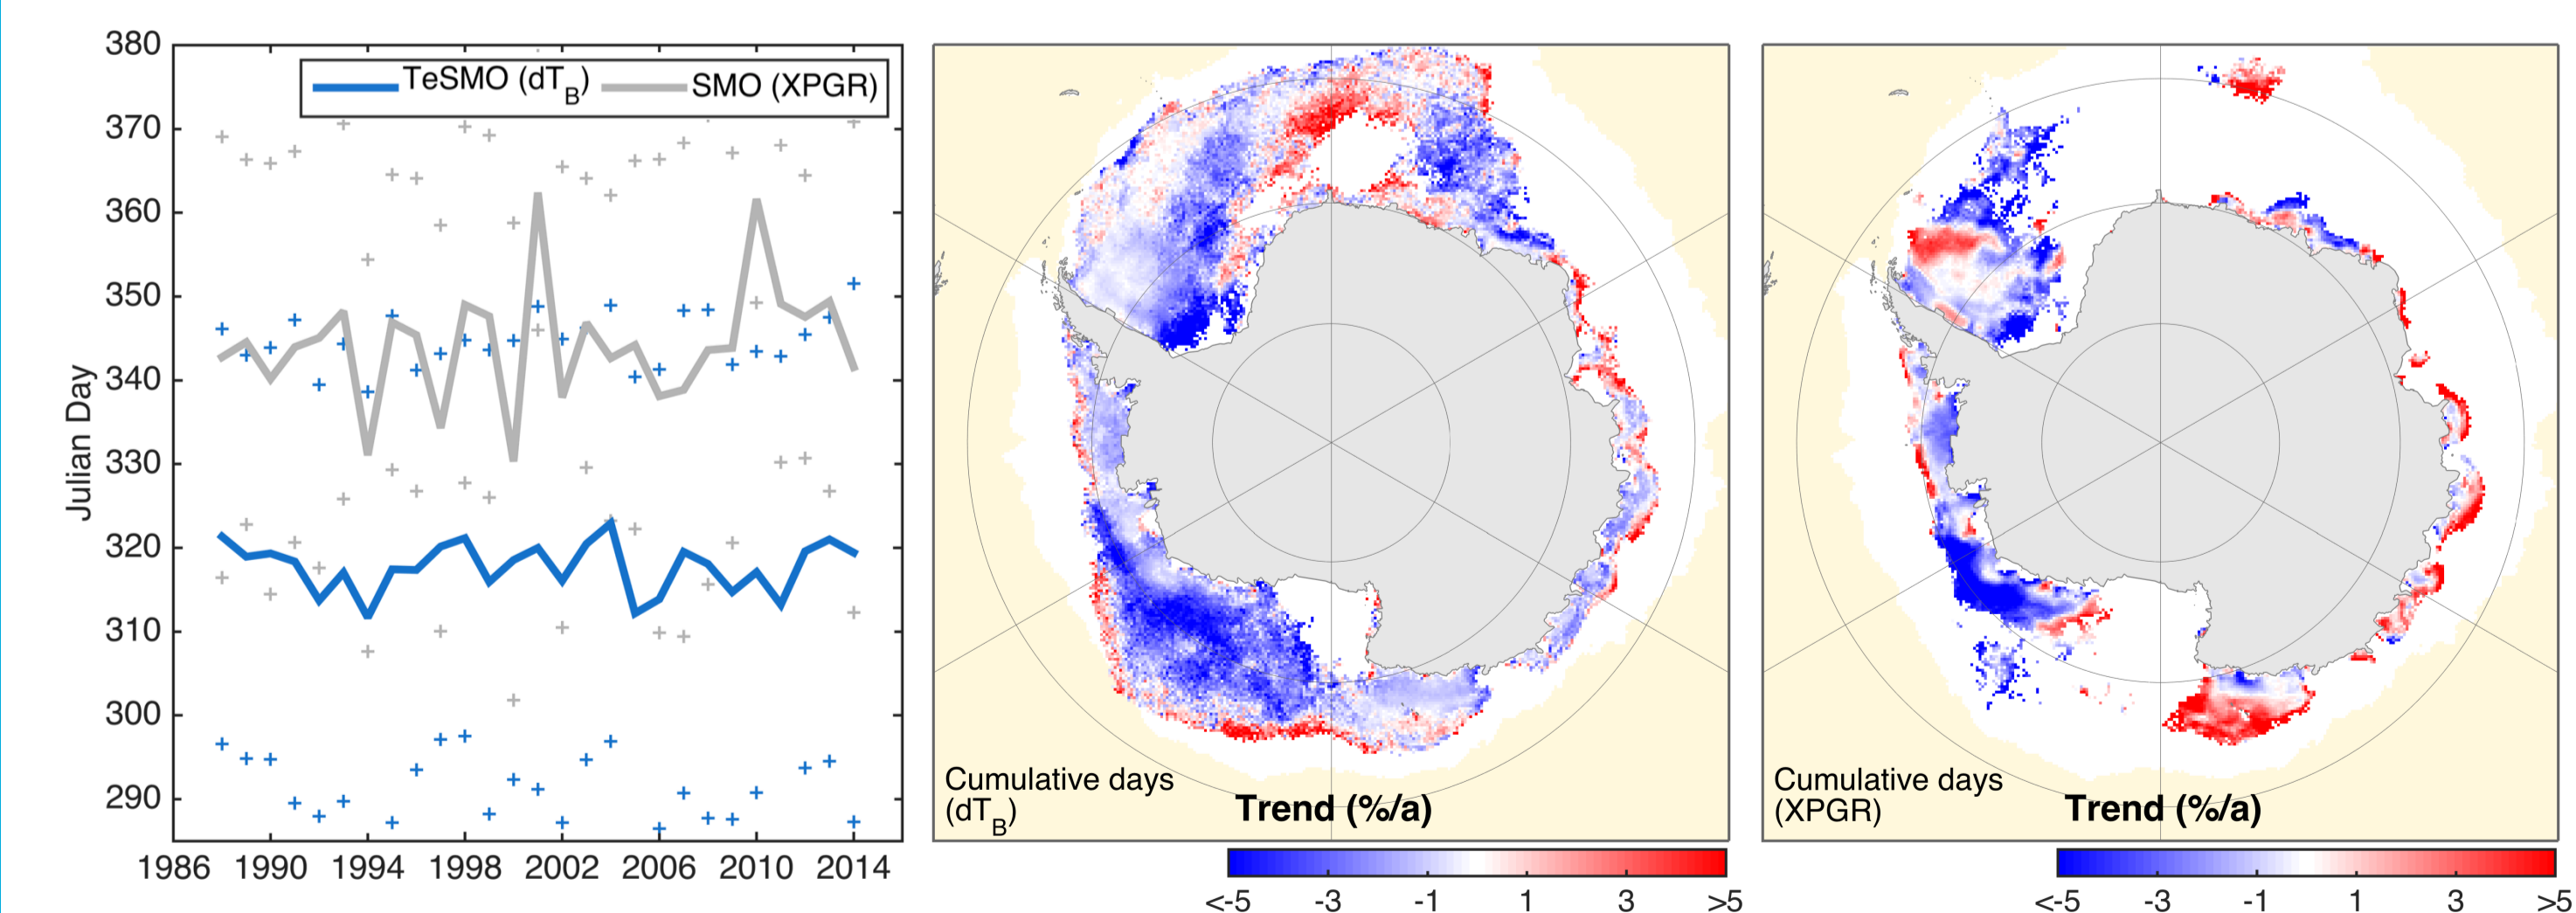 380
370
360
350
340
330
320
310
300
290
Julian Day
1986 1990 1994 1998 2002 2006 2010 2014
TeSMO (dTB) SMO (XPGR)
Cumulative days
(dTB)
Trend (%/a)
<-5 -3 -1 1 3 >5
Cumulative days
(XPGR)
Trend (%/a)
<-5 -3 -1 1 3 >5